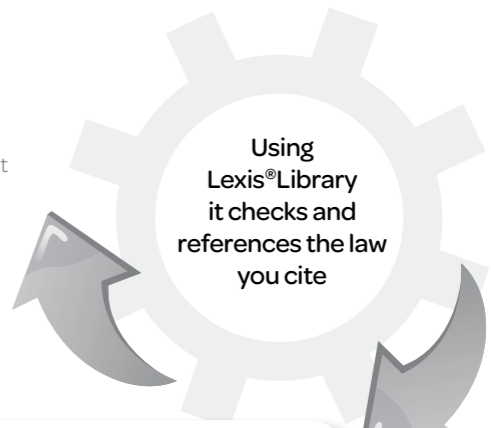 t
Using
Lexis®Library
it checks and
references the law
you cite